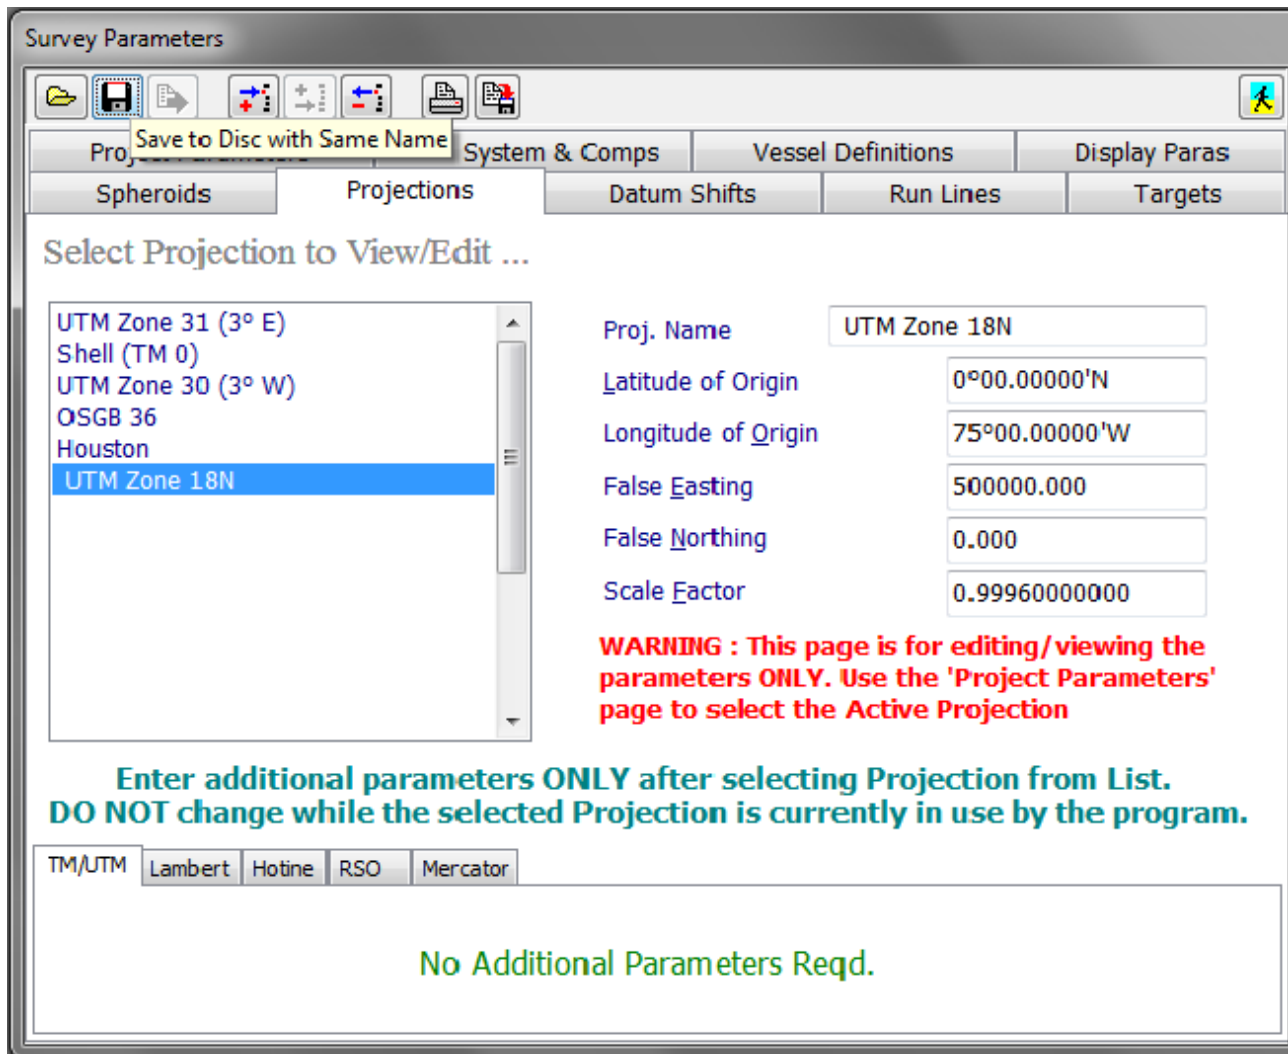 Survey Parameters
Save to Disc with Same Name
System & Comps
Vessel Definitions
Display Paras
Spheroids
Projections
Datum Shifts
Run Lines
Targets
Select Projection to View/Edit ...
UTM Zone 31 (3º E)
Shell (TM 0)
UTM Zone 30 (3º W)
OSGB 36
Houston
UTM Zone 18N
Proj. Name
UTM Zone 18N
Latitude of Origin
0º00.00000'N
Longitude of Origin
75º00.00000'W
False Easting
500000.000
False Northing
0.000
Scale Factor
0.99960000000
WARNING : This page is for editing/viewing the
parameters ONLY. Use the 'Project Parameters'
page to select the Active Projection
Enter additional parameters ONLY after selecting Projection from List.
DO NOT change while the selected Projection is currently in use by the program.
TM/UTM
Lambert
Hotine
RSO
Mercator
No Additional Parameters Reqd.